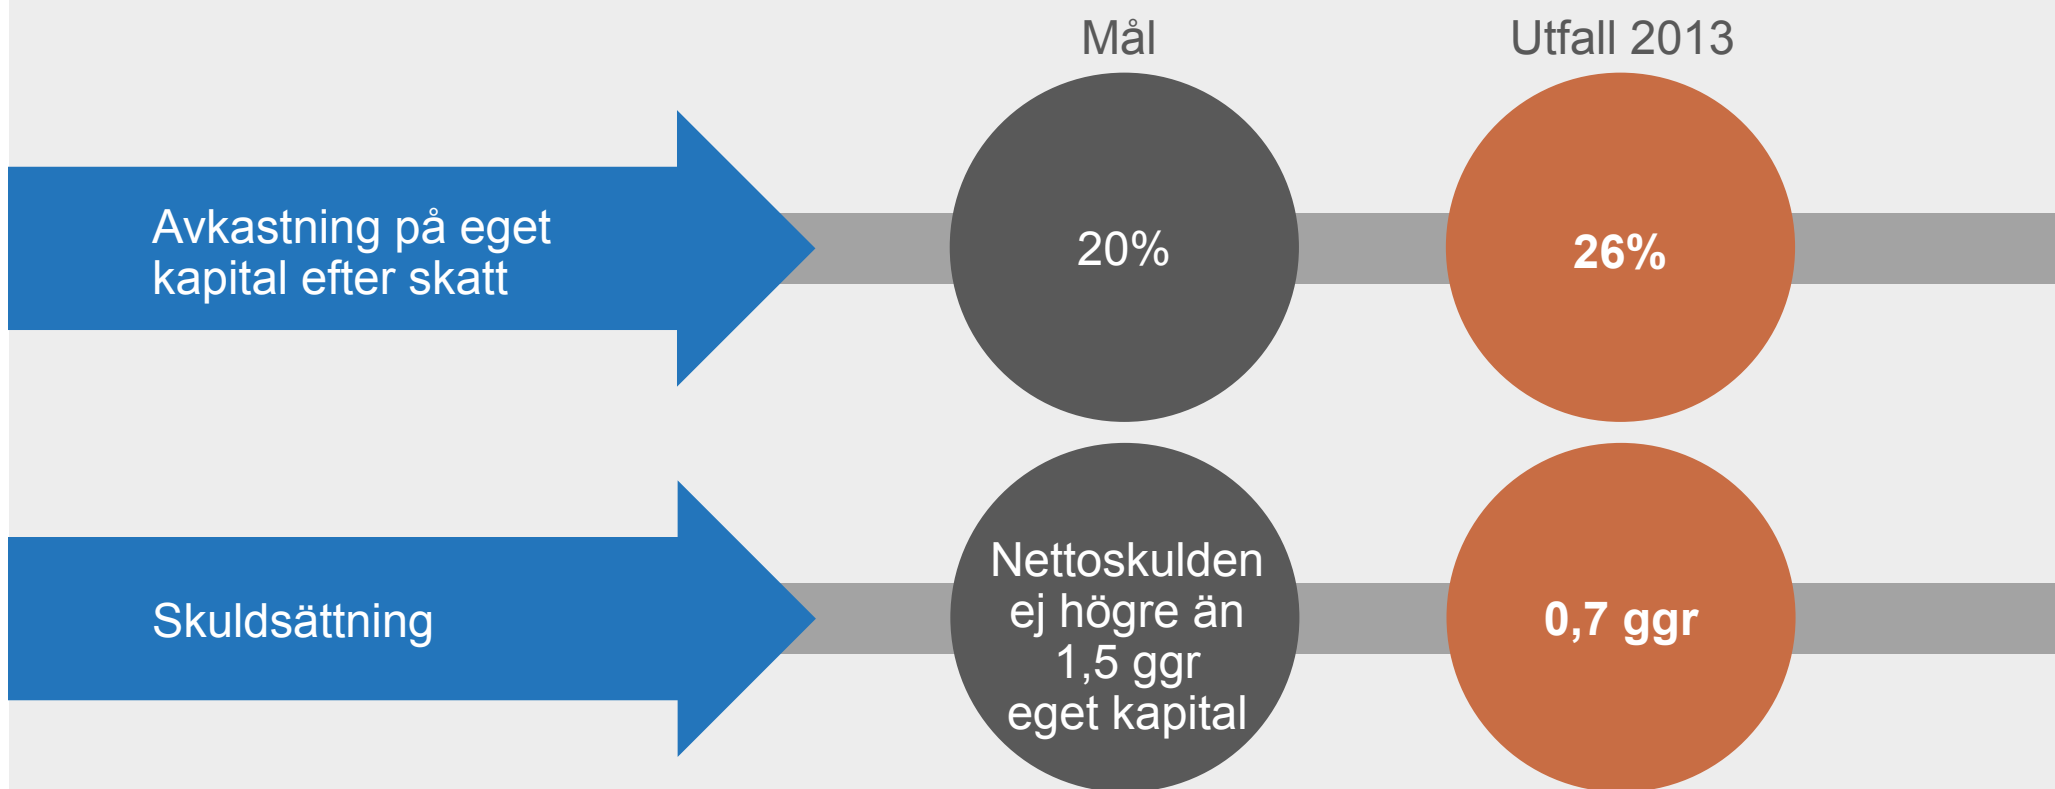 Mål
Utfall 2013
Avkastning på eget
kapital efter skatt
20%
26%
Skuldsättning
Nettoskulden
ej högre än
1,5 ggr
eget kapital
0,7 ggr